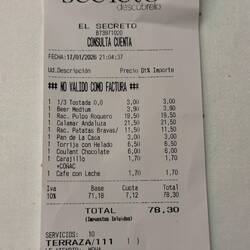 descúbrelo
EL SECRETO
B73971020
CONSULTA CUENTA
FECHA:17/01/2026 21:04:37
Ud.Descripción Precio Dt% Importe
*** NO VALIDO COMO FACTURA ***
1 1/3 Tostada 0,0 3,00 3,00
1 Beer Medium 3,90 3,90
1 Rac. Pulpo Roquero 19,50 19,50
1 Calamar Andaluza 21,50 21,50
1 Rac. Patatas Bravas/ 11,50 11,50
1 Pan de La Casa 3,00 3,00
1 Torrija con Helado 6,50 6,50
1 Coulant Chocolate 6,00 6,00
1 Carajillo 1,70 1,70
+COÑAC
1 Cafe con Leche 1,70 1,70
Iva BASE CUOTA TOTAL
10% 71,18 7,12 78,30
TOTAL 78,30
(Impuestos Incluidos)
SERVICIOS: 10
TERRAZA/111 ( )